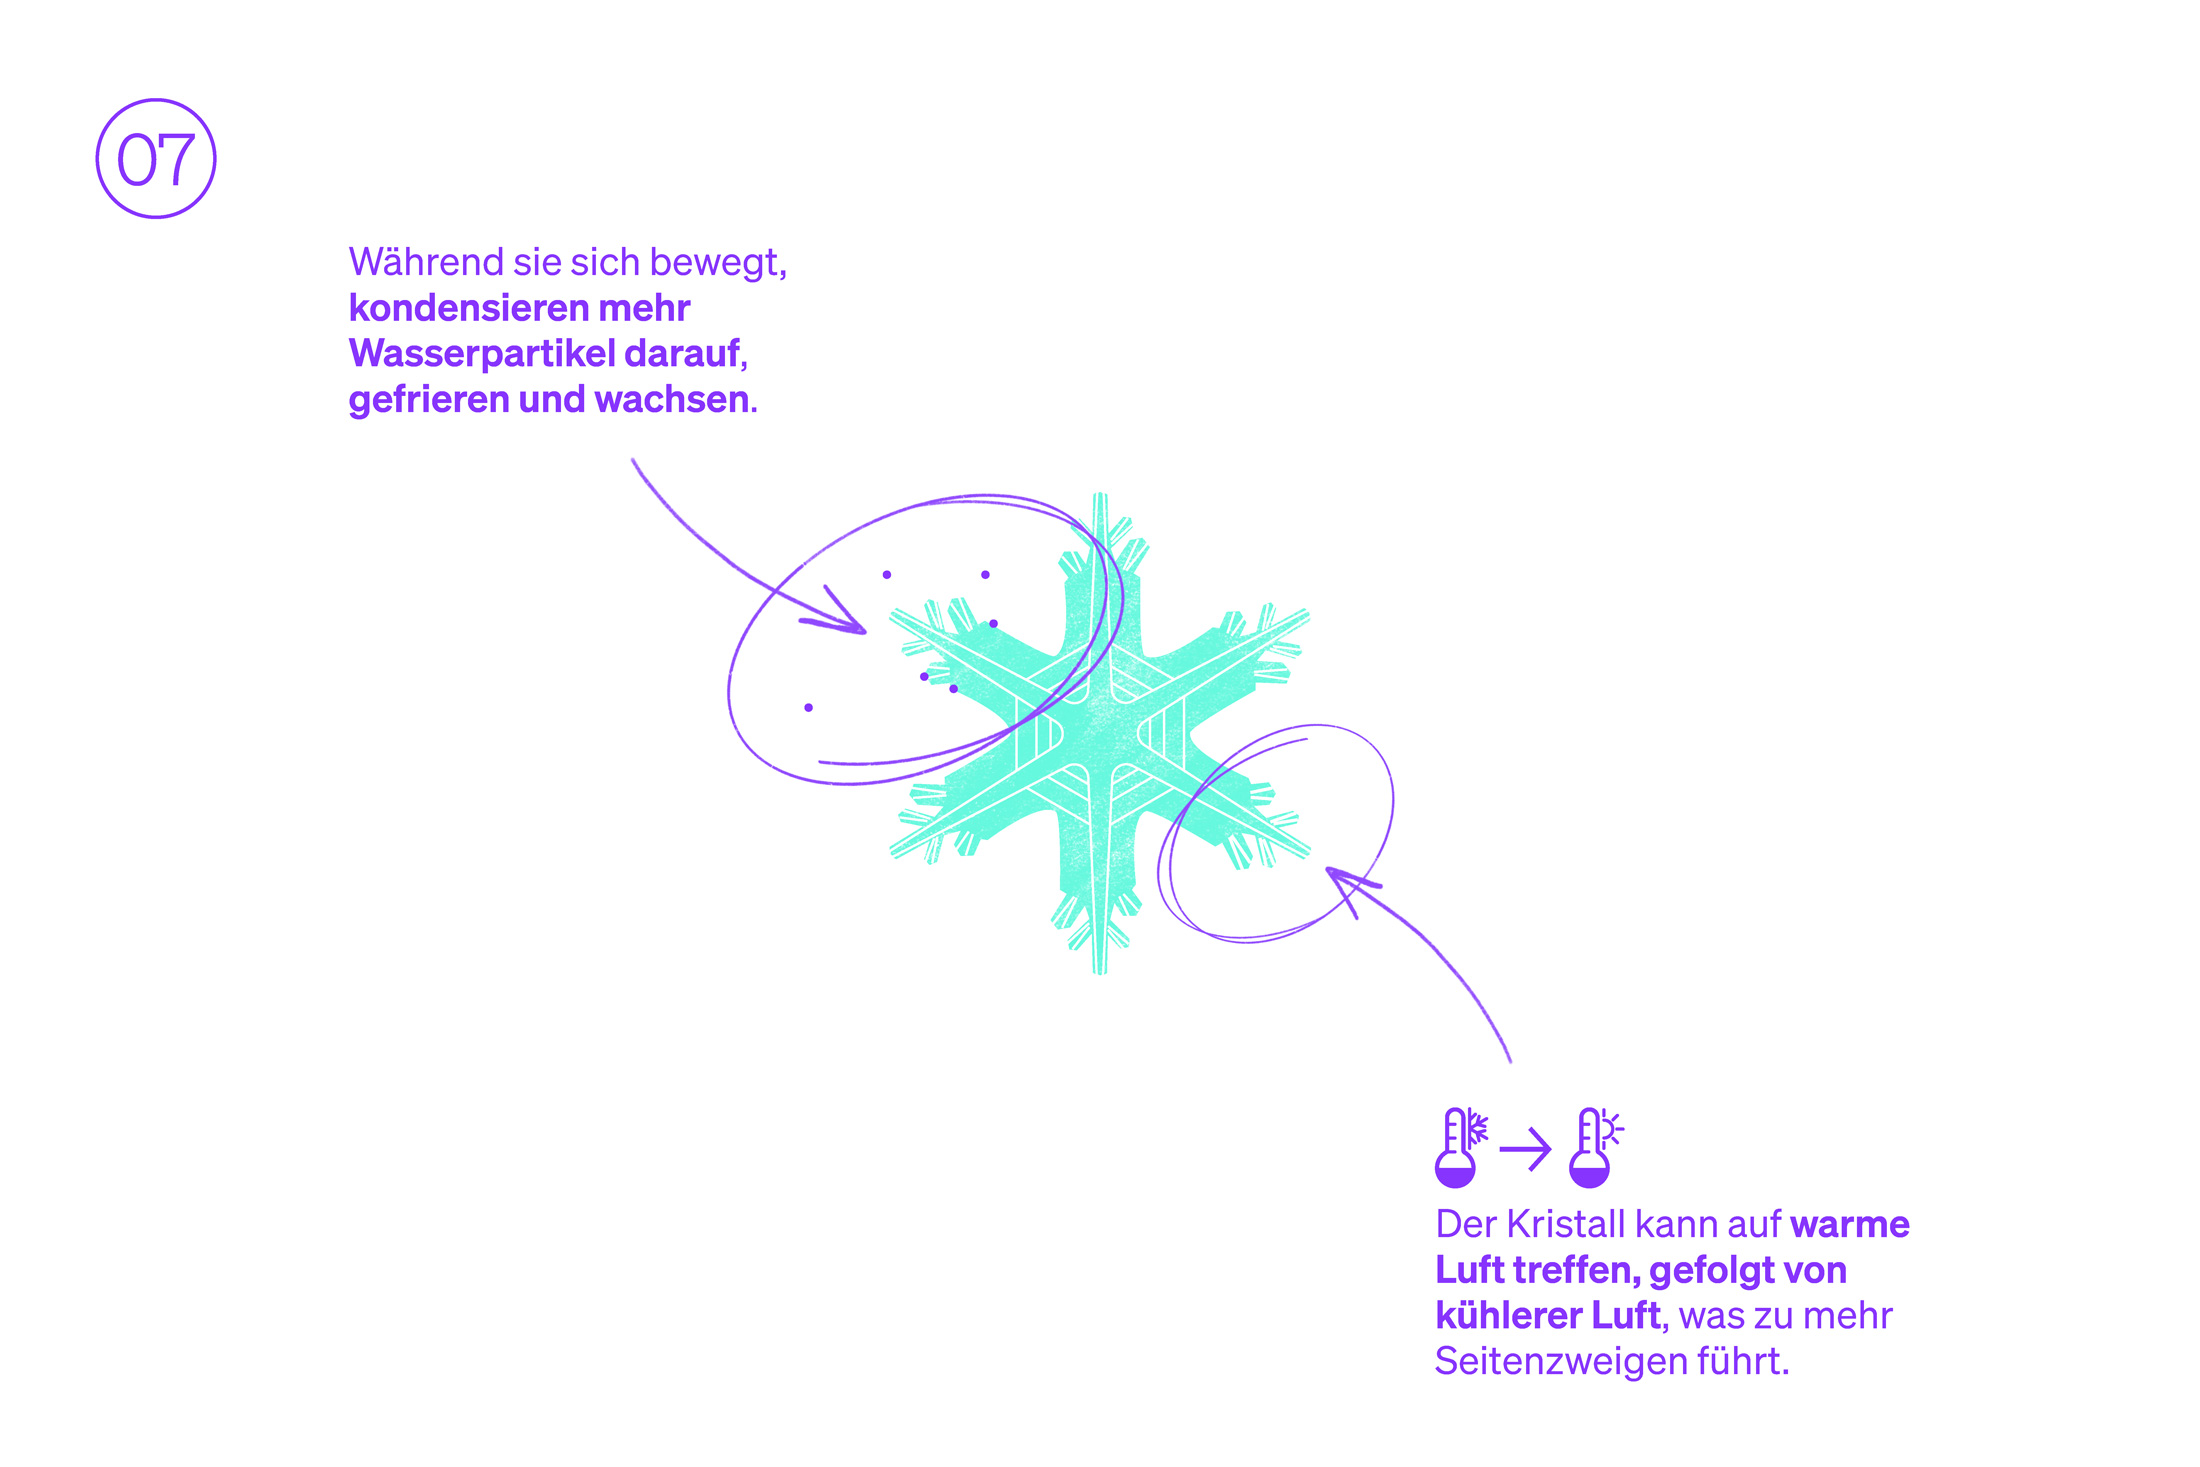 07
Während sie sich bewegt,
kondensieren mehr
Wasserpartikel darauf,
gefrieren und wachsen.
Der Kristall kann auf warme
Luft treffen, gefolgt von
kühlerer Luft, was zu mehr
Seitenzweigen führt.